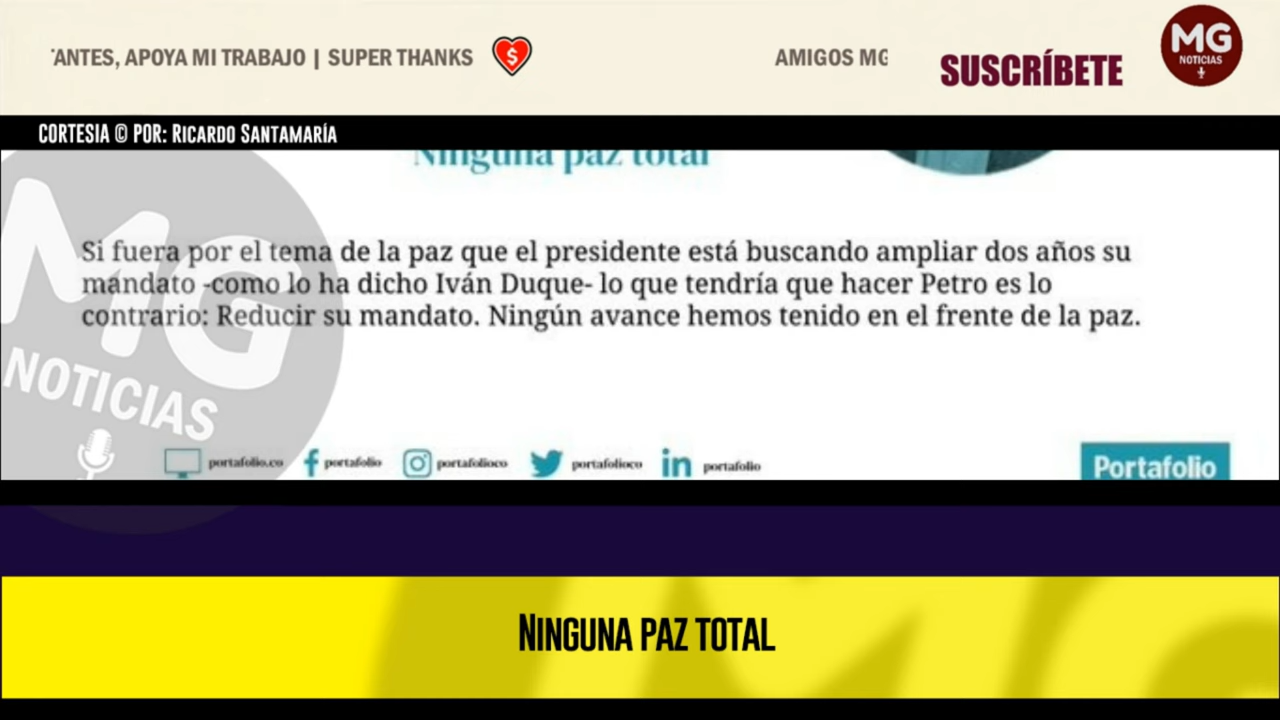 ANTES, APOYA MI TRABAJO | SUPER THANKS $
AMIGOS MG
SUSCRÍBETE
MG
NOTICIAS
CORTESIA © POR: RICARDO SANTAMARÍA
Ninguna paz total
Si fuera por el tema de la paz que el presidente está buscando ampliar dos años su
mandato -como lo ha dicho Iván Duque- lo que tendría que hacer Petro es lo
contrario: Reducir su mandato. Ningún avance hemos tenido en el frente de la paz.
MG
NOTICIAS
portafolio.co portafolio portafolioco portafolioco in portafolio
Portafolio
NINGUNA PAZ TOTAL